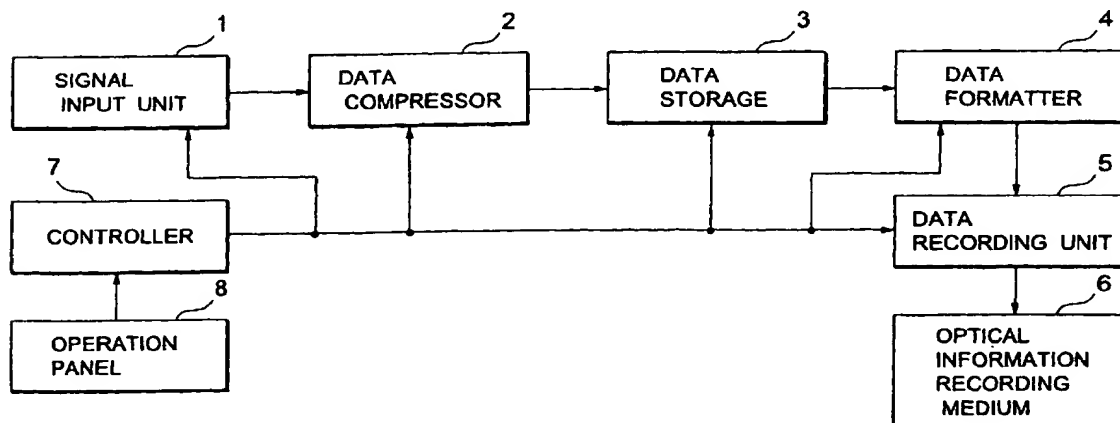 1
SIGNAL
INPUT UNIT
2
DATA
COMPRESSOR
3
DATA
STORAGE
4
DATA
FORMATTER
7
CONTROLLER
5
DATA
RECORDING UNIT
8
OPERATION
PANEL
6
OPTICAL
INFORMATION
RECORDING
MEDIUM